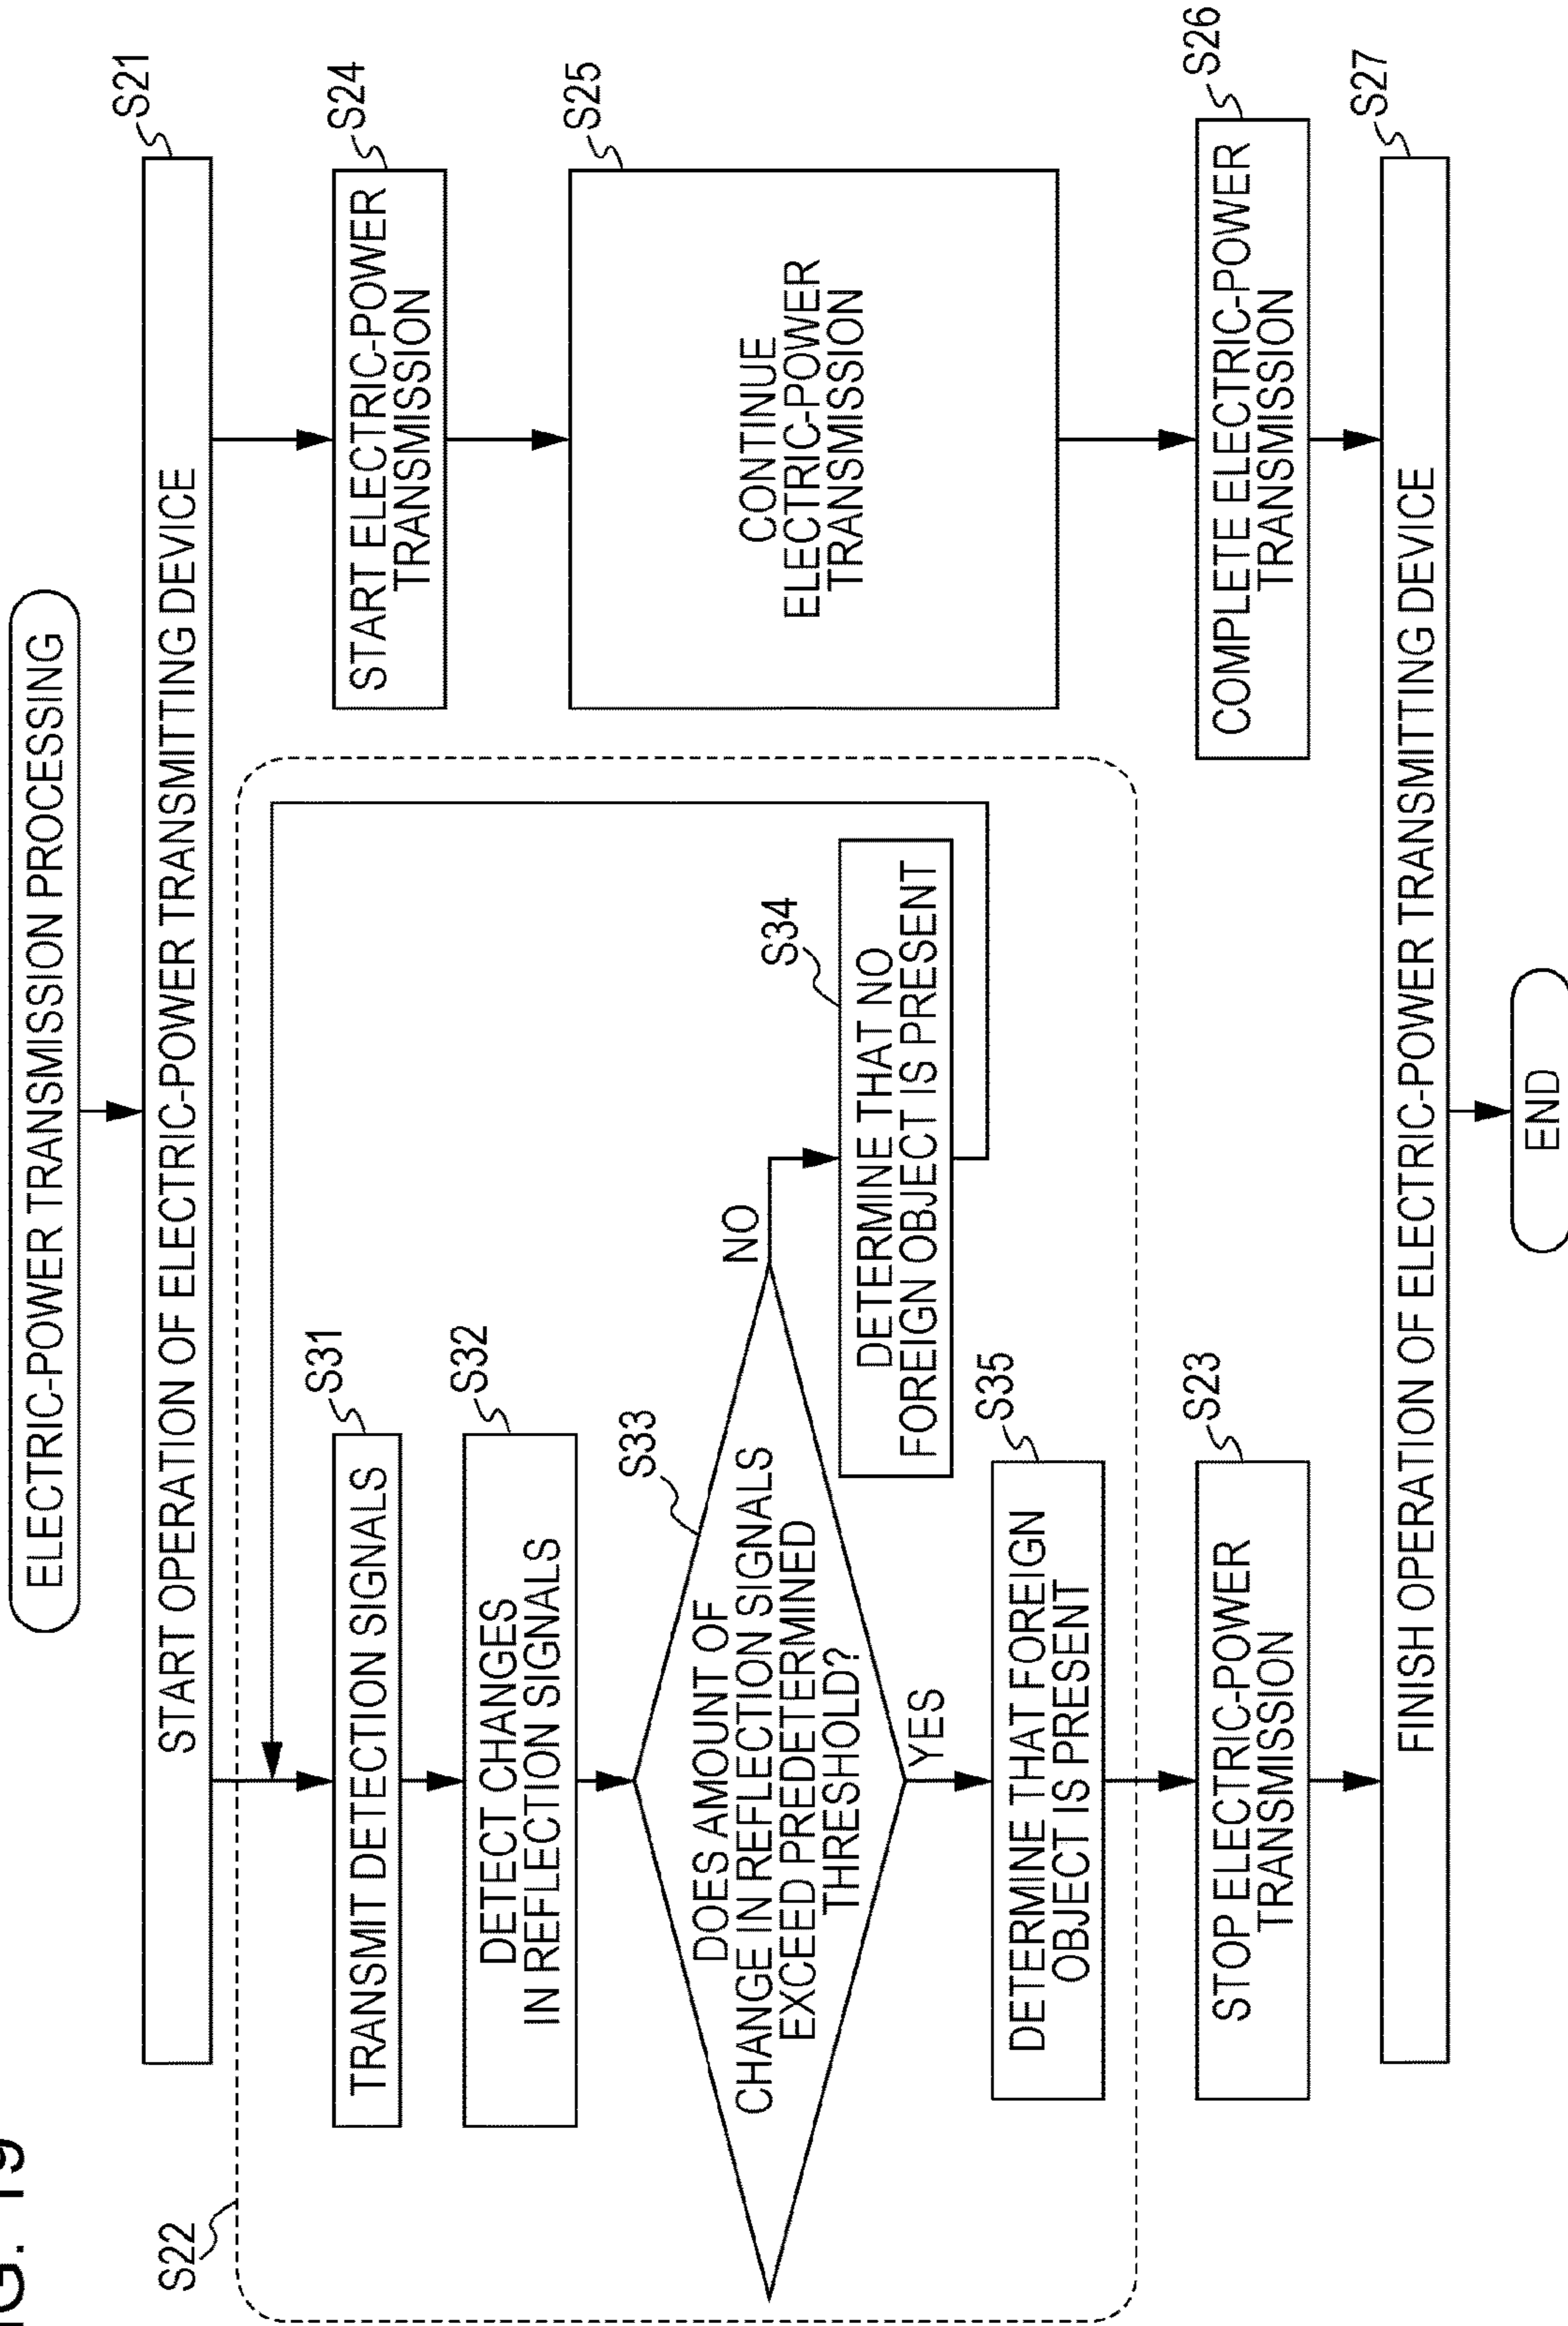 FIG. 19
ELECTRIC-POWER TRANSMISSION PROCESSING
S21
START OPERATION OF ELECTRIC-POWER TRANSMITTING DEVICE
S22
S31
TRANSMIT DETECTION SIGNALS
S32
DETECT CHANGES
IN REFLECTION SIGNALS
S33
DOES AMOUNT OF
CHANGE IN REFLECTION SIGNALS
EXCEED PREDETERMINED
THRESHOLD?
NO
S34
DETERMINE THAT NO
FOREIGN OBJECT IS PRESENT
YES
S35
DETERMINE THAT FOREIGN
OBJECT IS PRESENT
S23
STOP ELECTRIC-POWER
TRANSMISSION
S24
START ELECTRIC-POWER
TRANSMISSION
S25
CONTINUE
ELECTRIC-POWER
TRANSMISSION
S26
COMPLETE ELECTRIC-POWER
TRANSMISSION
S27
FINISH OPERATION OF ELECTRIC-POWER TRANSMITTING DEVICE
END